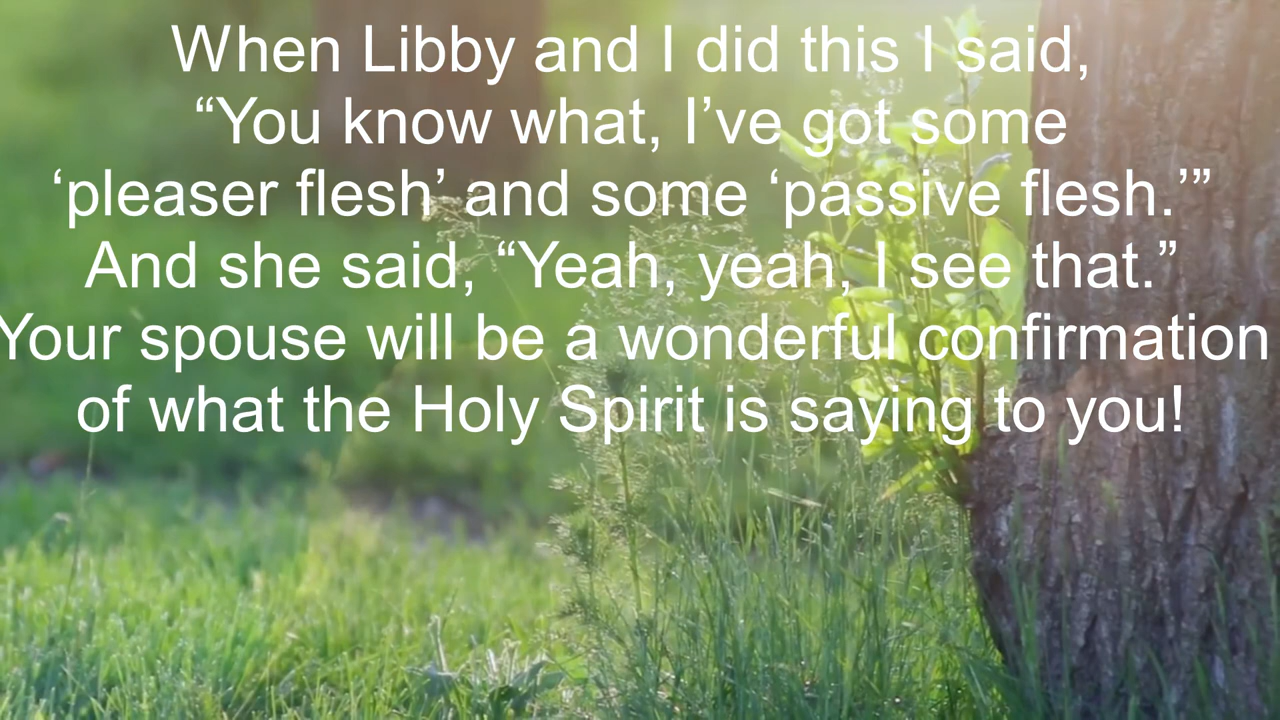 When Libby and I did this I said,
“You know what, I’ve got some
‘pleaser flesh’ and some ‘passive flesh.’”
And she said, “Yeah, yeah, I see that.”
Your spouse will be a wonderful confirmation
of what the Holy Spirit is saying to you!